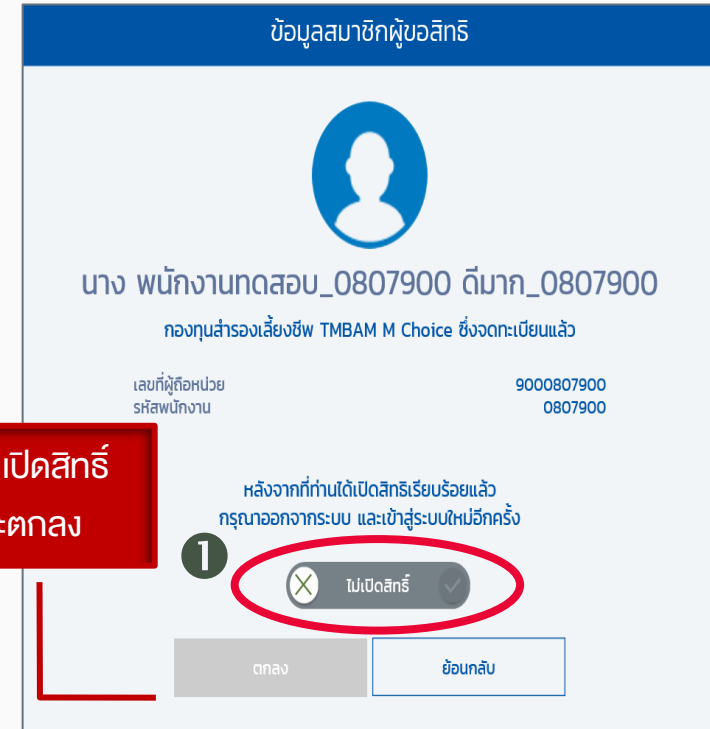 ข้อมูลสมาชิกผู้ขอสิทธิ
นาง พนักงานทดสอบ_0807900 ดีมาก_0807900
กองทุนสำรองเลี้ยงชีพ TMBAM M Choice ซึ่งจดทะเบียนแล้ว
เลขที่ผู้ถือหน่วย 9000807900
รหัสพนักงาน 0807900
เปิดสิทธิ์
ตกลง
หลังจากที่ท่านได้เปิดสิทธิเรียบร้อยแล้ว
กรุณาออกจากระบบ และเข้าสู่ระบบใหม่อีกครั้ง
1
ไม่เปิดสิทธิ์
ตกลง
ย้อนกลับ